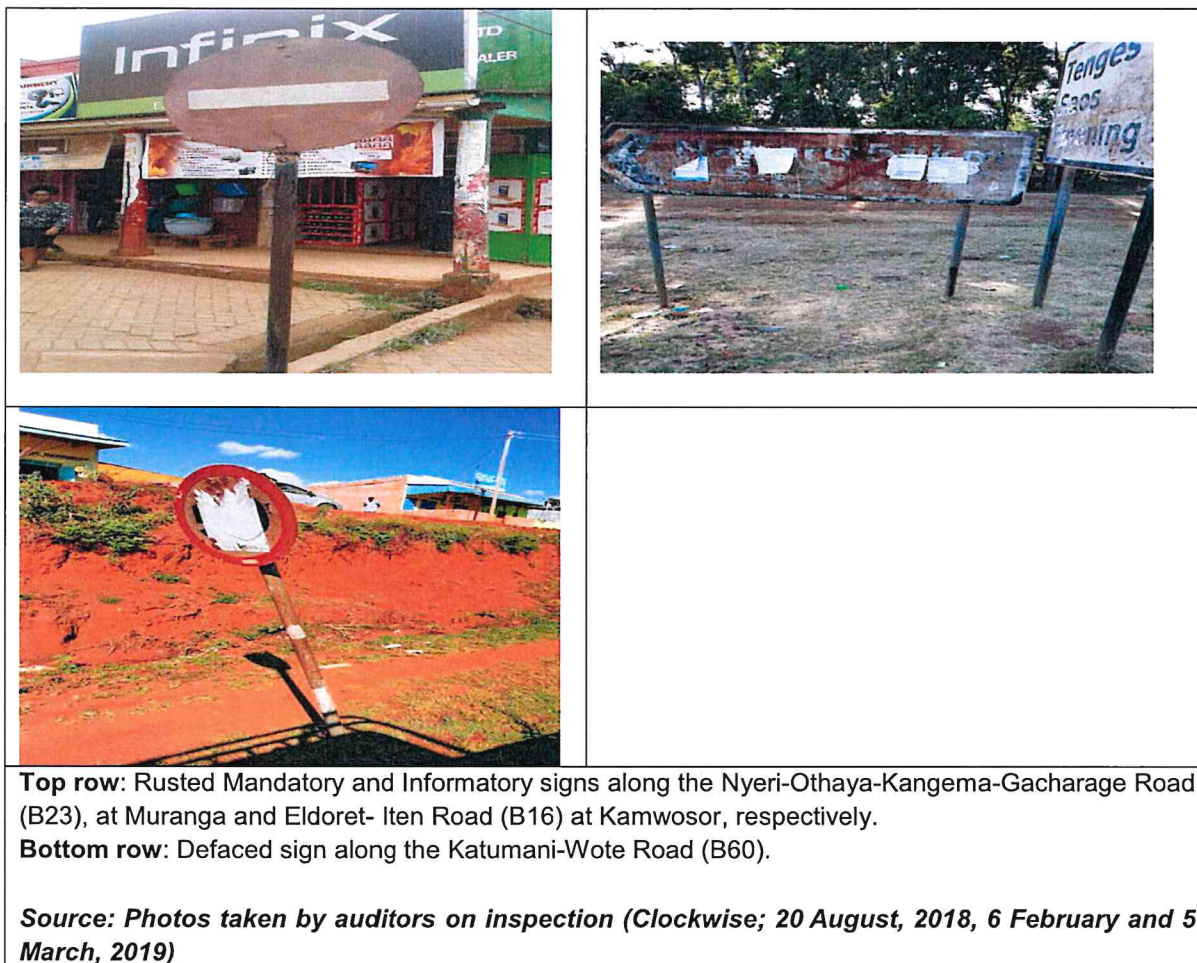 Infinix
TD
ALER
Tenges
Saos
Top row: Rusted Mandatory and Informatory signs along the Nyeri-Othaya-Kangema-Gacharage Road
(B23), at Muranga and Eldoret- Iten Road (B16) at Kamwosor, respectively.
Bottom row: Defaced sign along the Katumani-Wote Road (B60).
Source: Photos taken by auditors on inspection (Clockwise; 20 August, 2018, 6 February and 5
March, 2019)